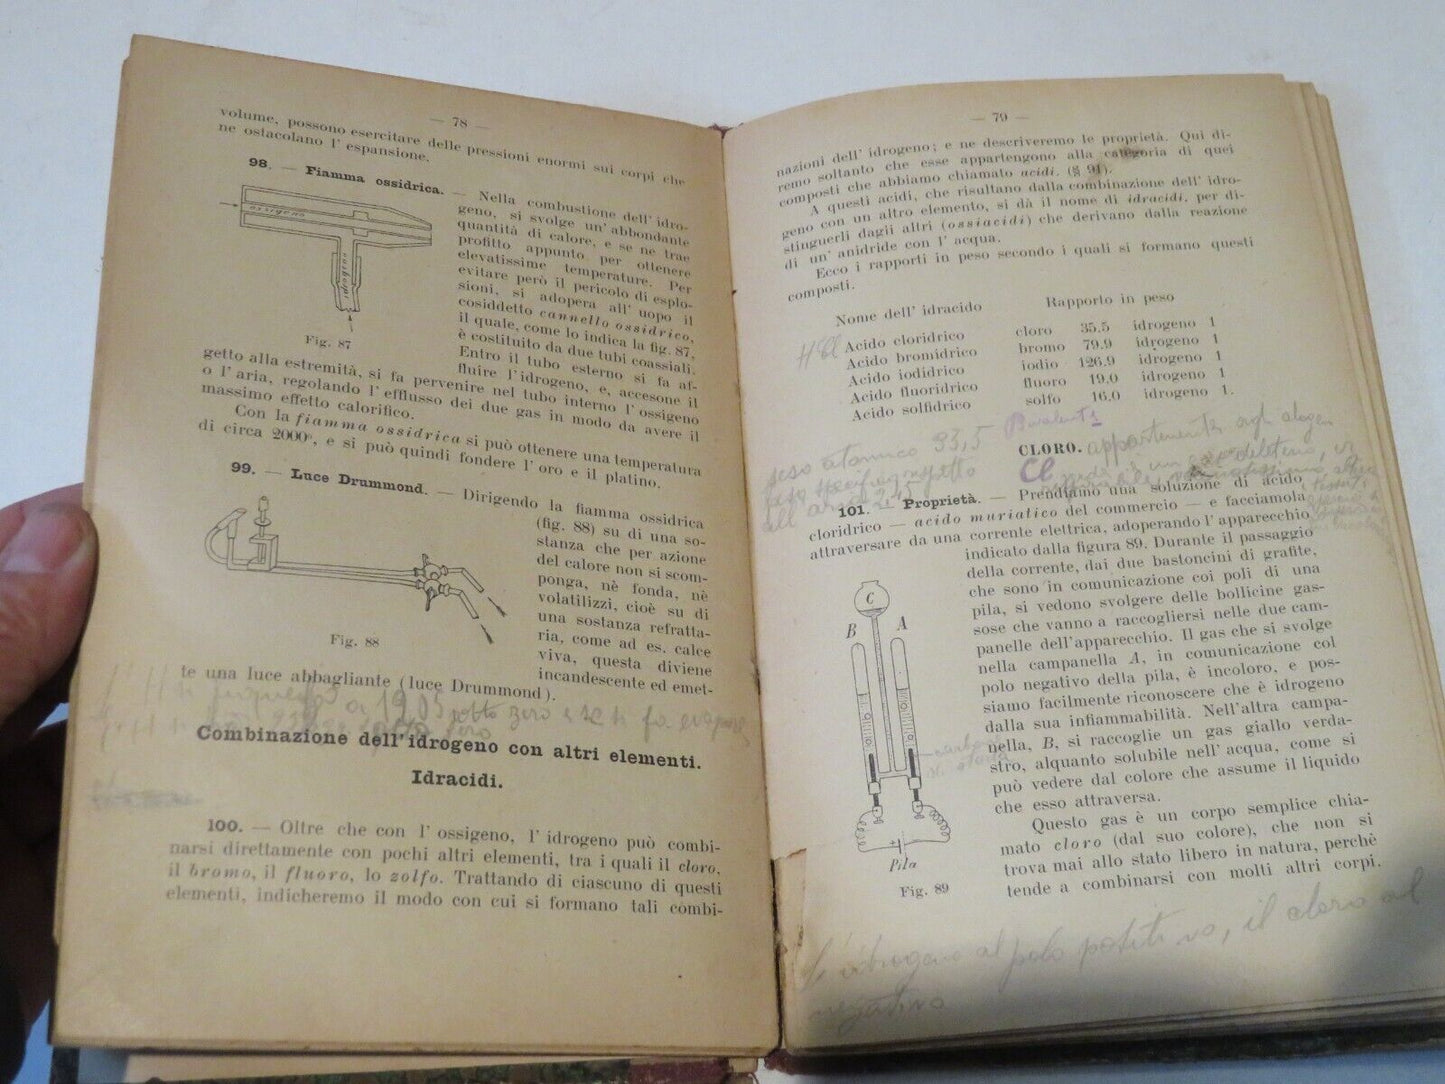 — 78 —
volume, possono esercitare delle pressioni enormi sui corpi che
ne ostacolano l' espansione.
98. — Fiamma ossidrica. — Nella combustione dell' idro-
geno, si svolge un' abbondante
quantità di calore, e se ne trae
profitto appunto per ottenere
elevatissime temperature. Per
evitare però il pericolo di esplo-
sioni, si adopera all' uopo il
cosiddetto cannello ossidrico,
il quale, come lo indica la fig. 87,
è costituito da due tubi coassiali.
Entro il tubo esterno si fa af-
fluire l'idrogeno, e, accesone il
ossigeno
idrogeno
Fig. 87
getto alla estremità, si fa pervenire nel tubo interno l' ossigeno
o l' aria, regolando l' efflusso dei due gas in modo da avere il
massimo effetto calorifico.
Con la fiamma ossidrica si può ottenere una temperatura
di circa 2000°, e si può quindi fondere l' oro e il platino.
99. — Luce Drummond. — Dirigendo la fiamma ossidrica
(fig. 88) su di una so-
stanza che per azione
del calore non si scom-
ponga, nè fonda, nè
volatilizzi, cioè su di
una sostanza refratta-
ria, come ad es. calce
viva, questa diviene
incandescente ed emet-
Fig. 88
te una luce abbagliante (luce Drummond).
a 19,05 sotto zero e si fa
Combinazione dell' idrogeno con altri elementi.
Idracidi.
100. — Oltre che con l' ossigeno, l' idrogeno può combi-
narsi direttamente con pochi altri elementi, tra i quali il cloro,
il bromo, il fluoro, lo zolfo. Trattando di ciascuno di questi
elementi, indicheremo il modo con cui si formano tali combi-
— 79 —
nazioni dell' idrogeno; e ne descriveremo le proprietà. Qui di-
remo soltanto che esse appartengono alla categoria di quei
composti che abbiamo chiamato acidi. (§ 91).
A questi acidi, che risultano dalla combinazione dell' idro-
geno con un altro elemento, si dà il nome di idracidi, per di-
stinguerli dagli altri (ossiacidi) che derivano dalla reazione
di un' anidride con l' acqua.
Ecco i rapporti in peso secondo i quali si formano questi
composti.
Nome dell' idracido Rapporto in peso
HCl Acido cloridrico cloro 35.5 idrogeno 1
Acido bromidrico bromo 79.9 idrogeno 1
Acido iodidrico iodio 126.9 idrogeno 1
Acido fluoridrico fluoro 19.0 idrogeno 1
Acido solfidrico solfo 16.0 idrogeno 1.
peso atomico
CLORO. appartenente agli
Cl
101. Proprietà. — Prendiamo una soluzione di acido
cloridrico — acido muriatico del commercio — e facciamola
attraversare da una corrente elettrica, adoperando l' apparecchio
indicato dalla figura 89. Durante il passaggio
della corrente, dai due bastoncini di grafite,
che sono in comunicazione coi poli di una
pila, si vedono svolgere delle bollicine gas-
sose che vanno a raccogliersi nelle due cam-
panelle dell'apparecchio. Il gas che si svolge
nella campanella A, in comunicazione col
polo negativo della pila, è incoloro, e pos-
siamo facilmente riconoscere che è idrogeno
dalla sua infiammabilità. Nell'altra campa-
nella, B, si raccoglie un gas giallo verda-
stro, alquanto solubile nell' acqua, come si
può vedere dal colore che assume il liquido
che esso attraversa.
C
B A
Pila
Fig. 89
Questo gas è un corpo semplice chia-
mato cloro (dal suo colore), che non si
trova mai allo stato libero in natura, perchè
tende a combinarsi con molti altri corpi.
L'idrogeno al polo positivo, il cloro al
negativo